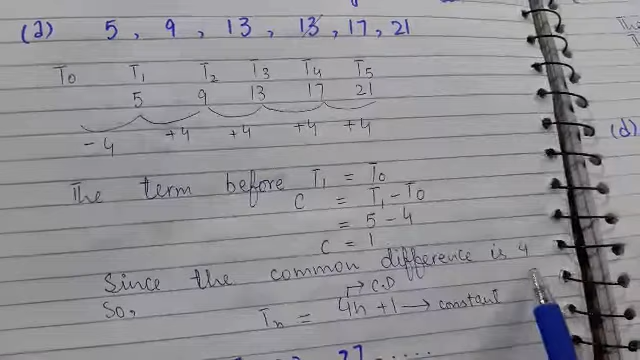 (2) 5, 9, 13, 13, 17, 21
T₀ T₁ T₂ T₃ T₄ T₅
5 9 13 17 21
-4 +4 +4 +4 +4
The term before T₁ = T₀
C = T₁ - T₀
= 5 - 4
C = 1
(d)
Since the common difference is 4
So,
→ C.D
Tₙ = 4n + 1 → constant